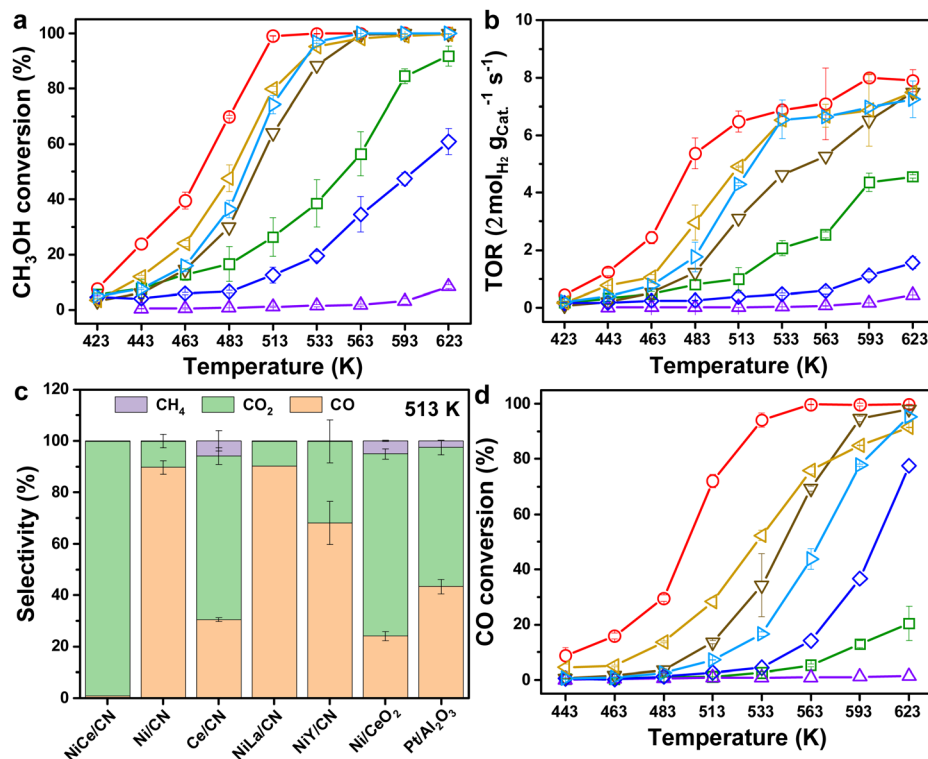 a
CH₃OH conversion (%)
100
80
60
40
20
0
423 443 463 483 513 533 563 593 623
Temperature (K)
b
TOR (2mol_H₂ g_Cat.⁻¹ s⁻¹)
10
8
6
4
2
0
423 443 463 483 513 533 563 593 623
Temperature (K)
c
CH₄ CO₂ CO 513 K
Selectivity (%)
120
100
80
60
40
20
0
NiCe/CN
Ni/CN
Ce/CN
NiLa/CN
NiY/CN
Ni/CeO₂
Pt/Al₂O₃
d
CO conversion (%)
100
80
60
40
20
0
443 463 483 513 533 563 593 623
Temperature (K)